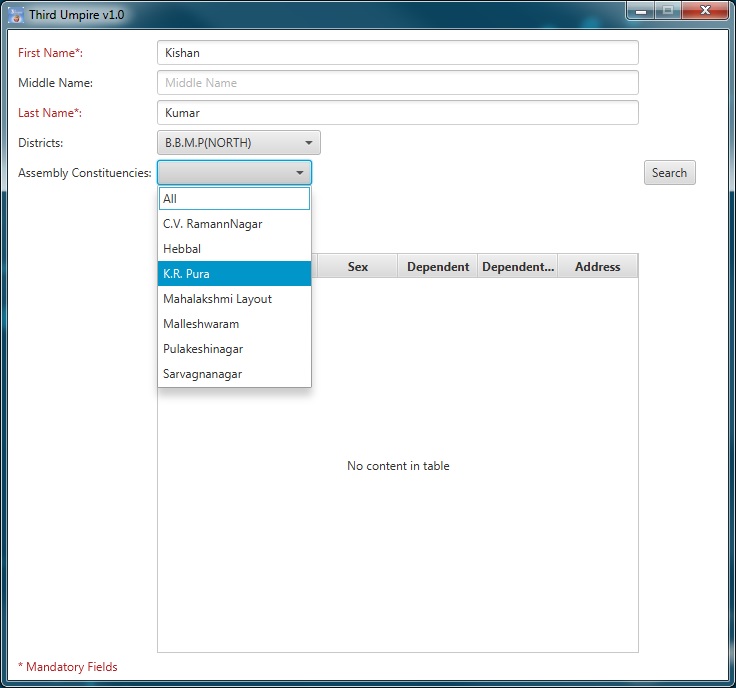 Third Umpire v1.0
First Name*: Kishan
Middle Name: Middle Name
Last Name*: Kumar
Districts: B.B.M.P(NORTH)
Assembly Constituencies: Search
All
C.V. RamannNagar
Hebbal
K.R. Pura
Mahalakshmi Layout
Malleshwaram
Pulakeshinagar
Sarvagnanagar
Sex Dependent Dependent... Address
No content in table
* Mandatory Fields